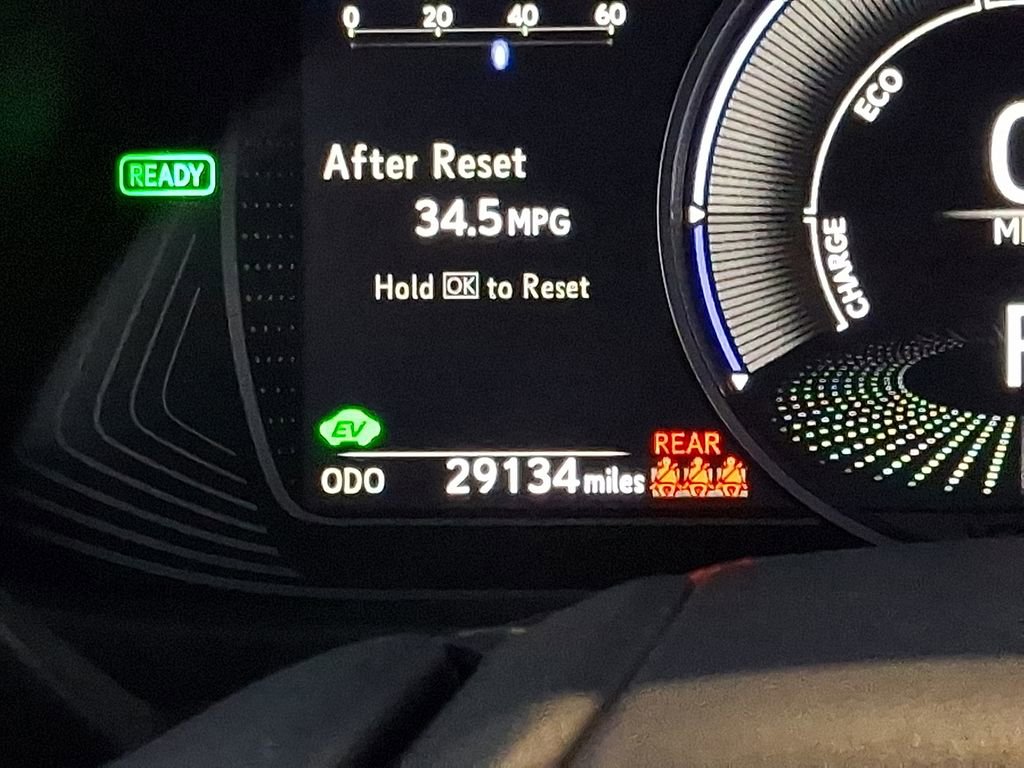 0 20 40 60
After Reset
34.5 MPG
Hold OK to Reset
READY
ECO
CHARGE
EV
REAR
ODO 29134 miles